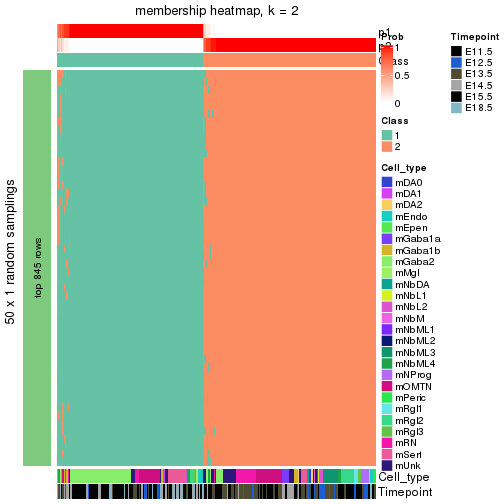 membership heatmap, k = 2
p1
p2
Class
50 x 1 random samplings
top 845 rows
Cell_type
Timepoint
Prob
1
0.5
0
Class
1
2
Cell_type
mDA0
mDA1
mDA2
mEndo
mEpen
mGaba1a
mGaba1b
mGaba2
mMgl
mNbDA
mNbL1
mNbL2
mNbM
mNbML1
mNbML2
mNbML3
mNbML4
mNProg
mOMTN
mPeric
mRgl1
mRgl2
mRgl3
mRN
mSert
mUnk
Timepoint
E11.5
E12.5
E13.5
E14.5
E15.5
E18.5